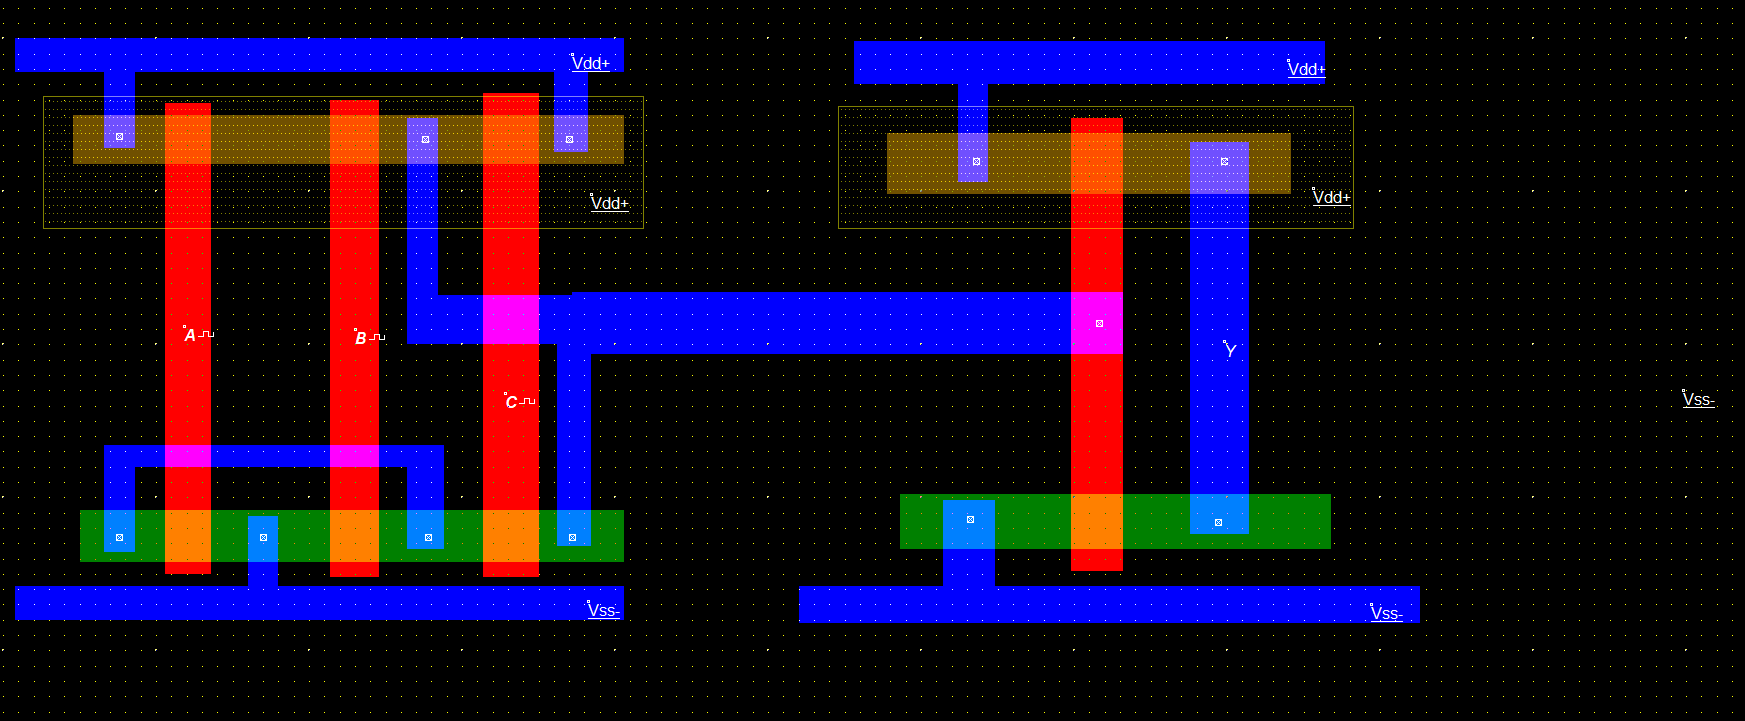 Vdd+
Vdd+
Vdd+
Vdd+
A
B
Y
C
Vss-
Vss-
Vss-